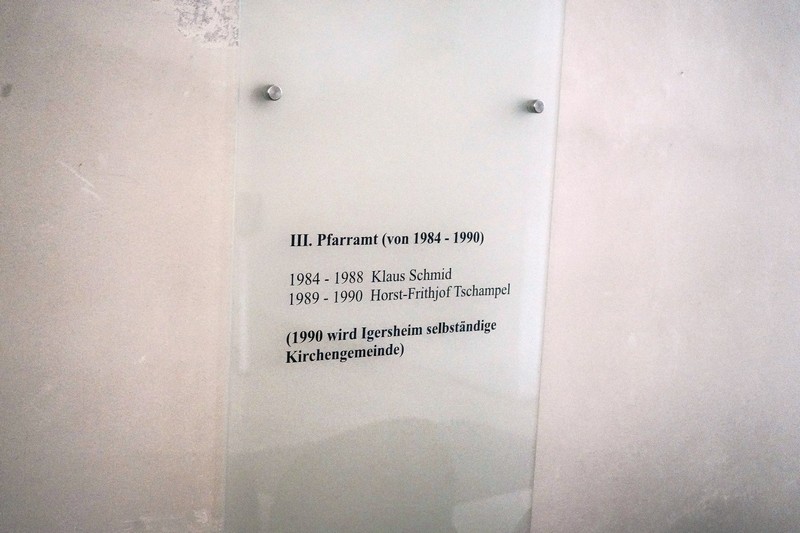 III. Pfarramt (von 1984 - 1990)
1984 - 1988 Klaus Schmid
1989 - 1990 Horst-Frithjof Tschampel
(1990 wird Igersheim selbständige
Kirchengemeinde)